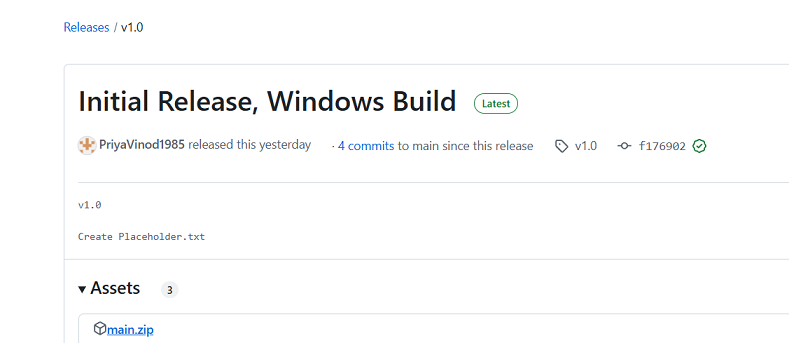 Releases / v1.0
Initial Release, Windows Build Latest
PriyaVinod1985 released this yesterday · 4 commits to main since this release v1.0 f176902
v1.0
Create Placeholder.txt
Assets 3
main.zip